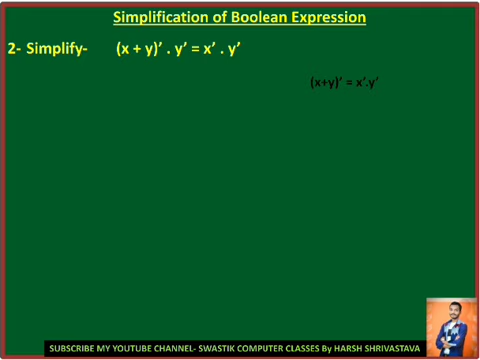 Simplification of Boolean Expression
2- Simplify- (x + y)’ . y’ = x’ . y’
(x+y)’ = x’.y’
SUBSCRIBE MY YOUTUBE CHANNEL- SWASTIK COMPUTER CLASSES By HARSH SHRIVASTAVA